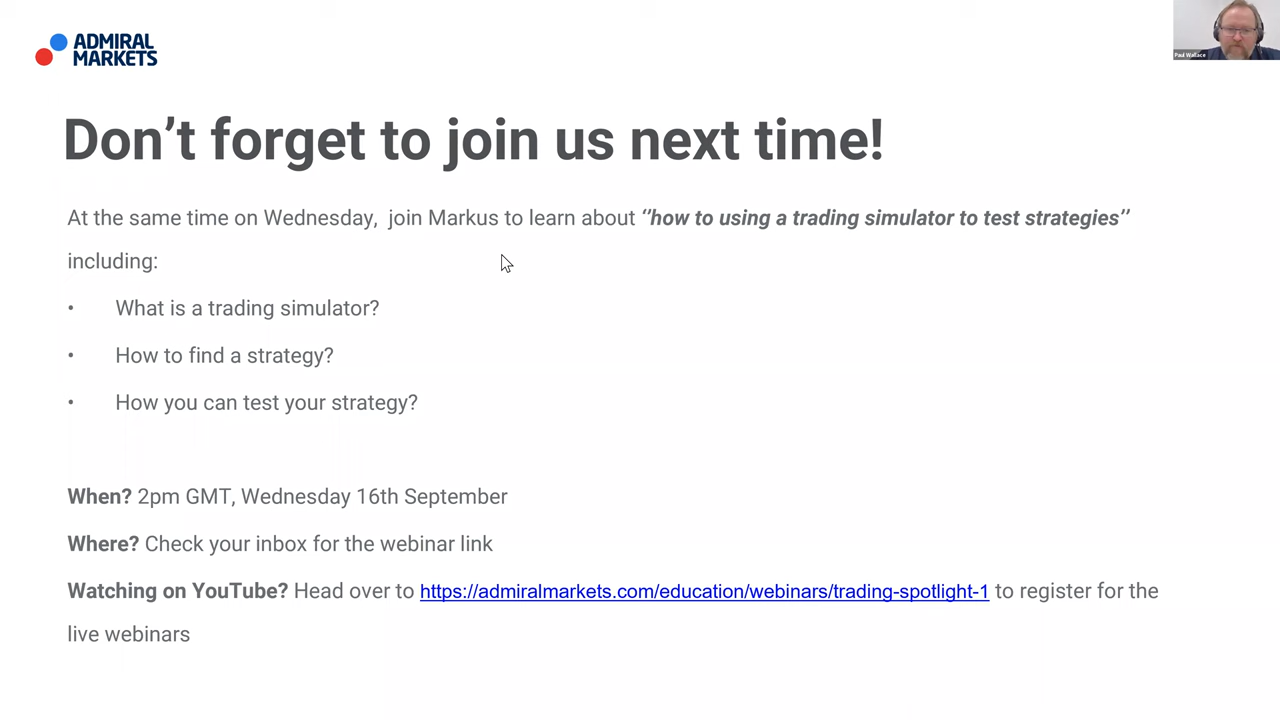 ADMIRAL
MARKETS
Paul Wallace
Don’t forget to join us next time!
At the same time on Wednesday,  join Markus to learn about ‘’how to using a trading simulator to test strategies’’
including:
• What is a trading simulator?
• How to find a strategy?
• How you can test your strategy?
When? 2pm GMT, Wednesday 16th September
Where? Check your inbox for the webinar link
Watching on YouTube? Head over to https://admiralmarkets.com/education/webinars/trading-spotlight-1 to register for the
live webinars